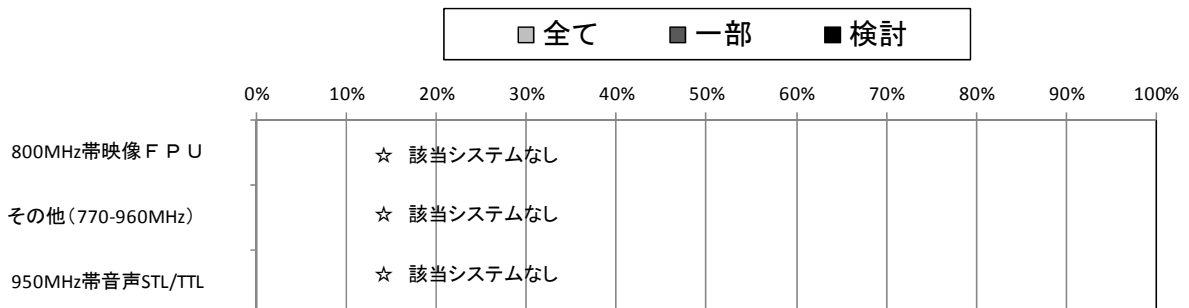 全て 一部 検討
0% 10% 20% 30% 40% 50% 60% 70% 80% 90% 100%
800MHz帯映像ＦＰＵ ☆ 該当システムなし
その他（770-960MHz） ☆ 該当システムなし
950MHz帯音声STL/TTL ☆ 該当システムなし